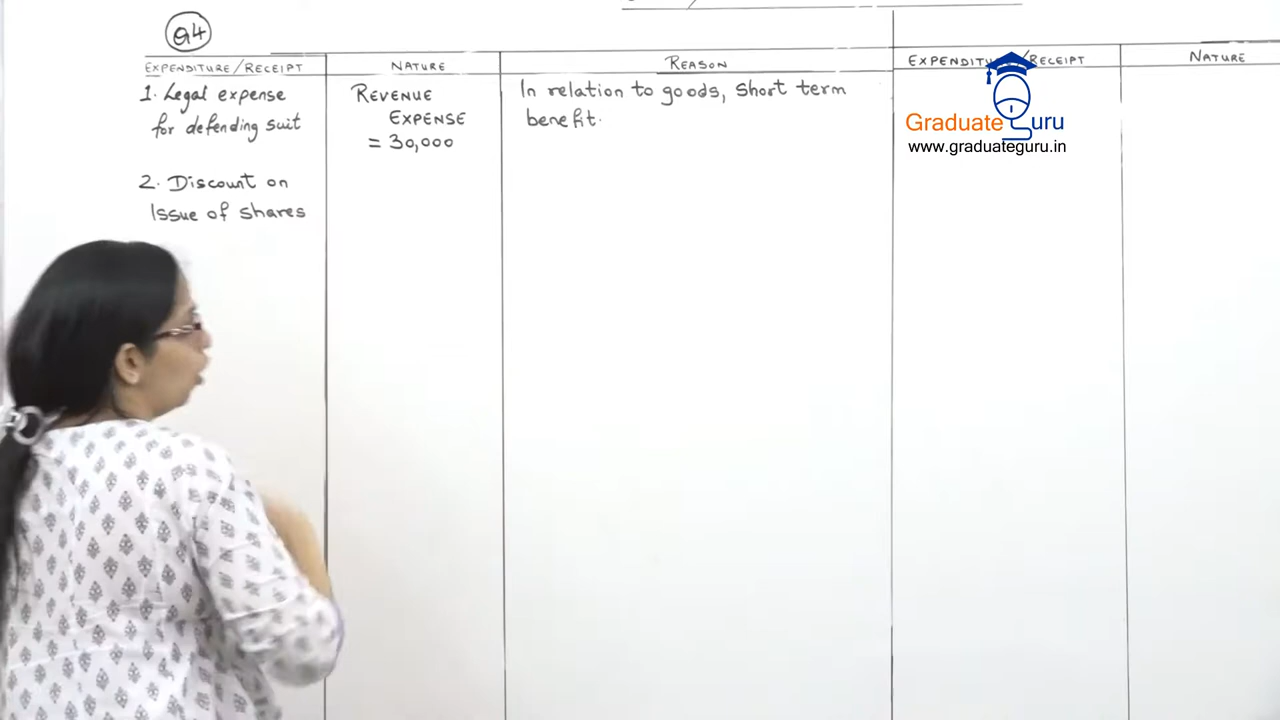 Q4
EXPENDITURE/RECEIPT
NATURE
REASON
1. Legal expense
for defending suit
REVENUE
EXPENSE
= 30,000
In relation to goods, Short term
benefit.
2. Discount on
Issue of shares
EXPENDITU /RECEIPT
NATURE
Graduate uru
www.graduateguru.in